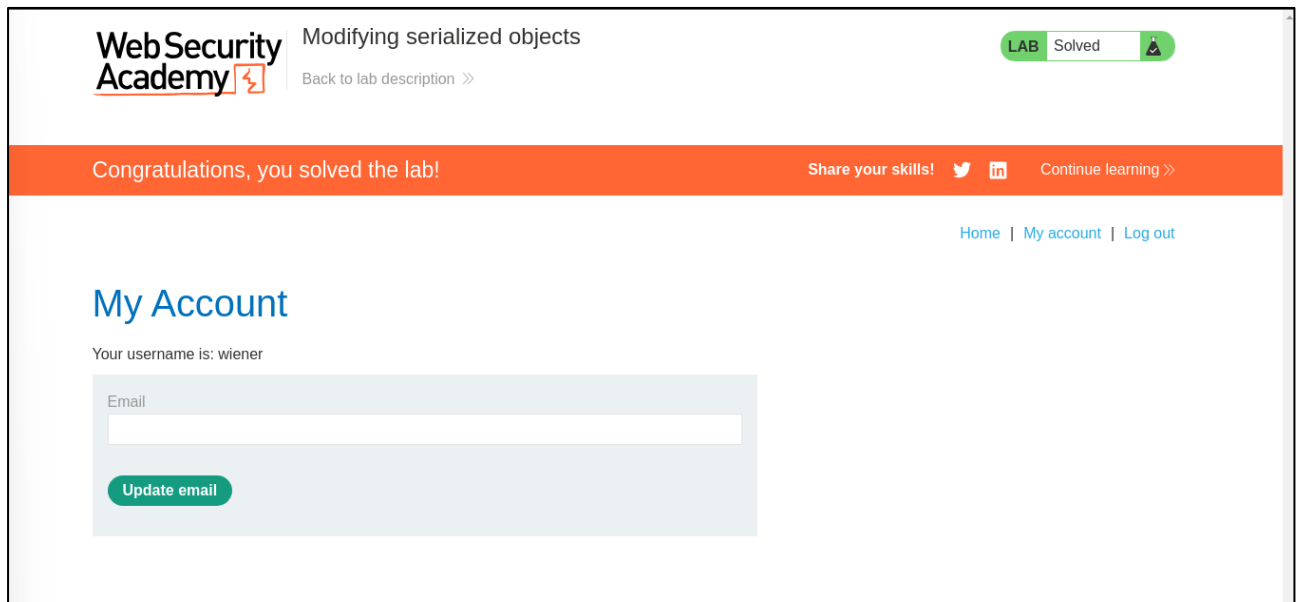 Web Security
Academy
Modifying serialized objects
Back to lab description
LAB Solved
Congratulations, you solved the lab!
Share your skills! Continue learning
Home | My account | Log out
My Account
Your username is: wiener
Email
Update email